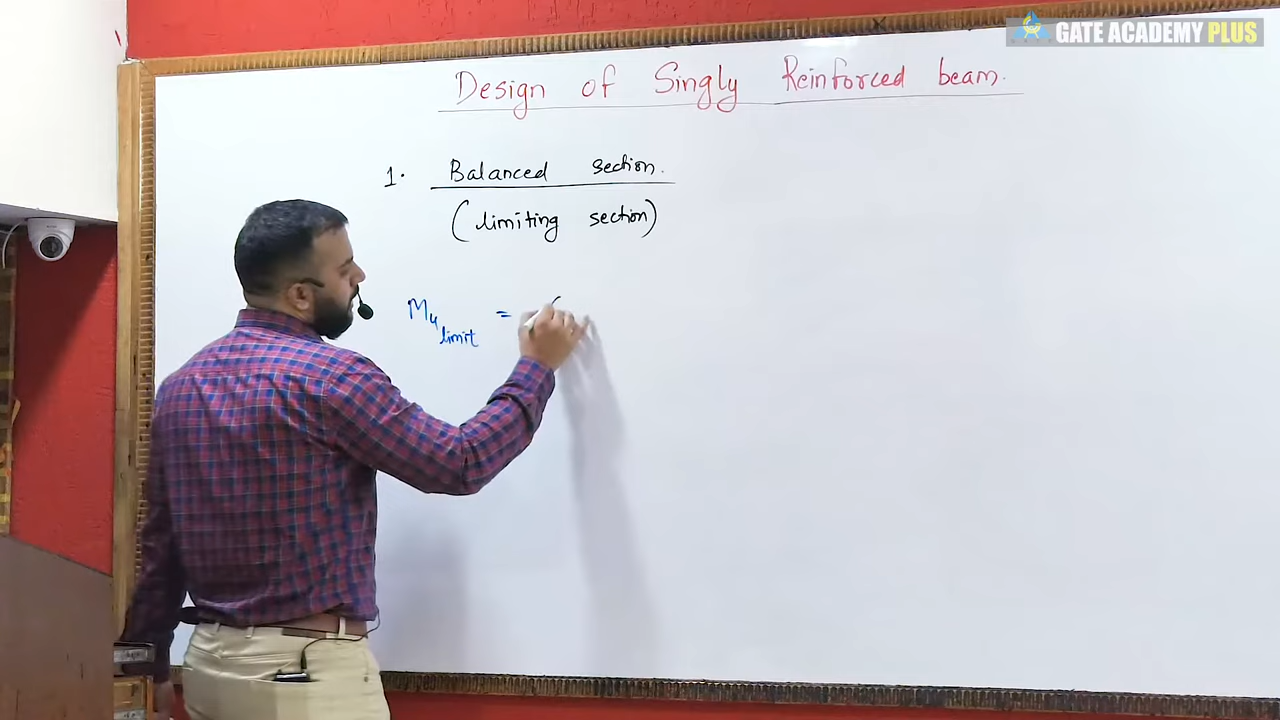 GATE ACADEMY PLUS
Design of Singly Reinforced beam.
1. Balanced section.
(limiting section)
Mu limit =